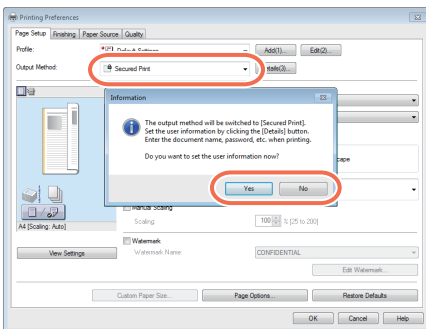 Printing Preferences
Page Setup Finishing Paper Source Quality
Profile: Default Settings Add(1)... Edit(2)...
Output Method: Secured Print etails(3)...
Information
The output method will be switched to [Secured Print].
Set the user information by clicking the [Details] button.
Enter the document name, password, etc. when printing.
Do you want to set the user information now?
cape
Yes No
Manual Scaling
A4 [Scaling: Auto]
Scaling: 100 % [25 to 200]
Watermark
View Settings
Watermark Name: CONFIDENTIAL
Edit Watermark...
Custom Paper Size... Page Options... Restore Defaults
OK Cancel Help